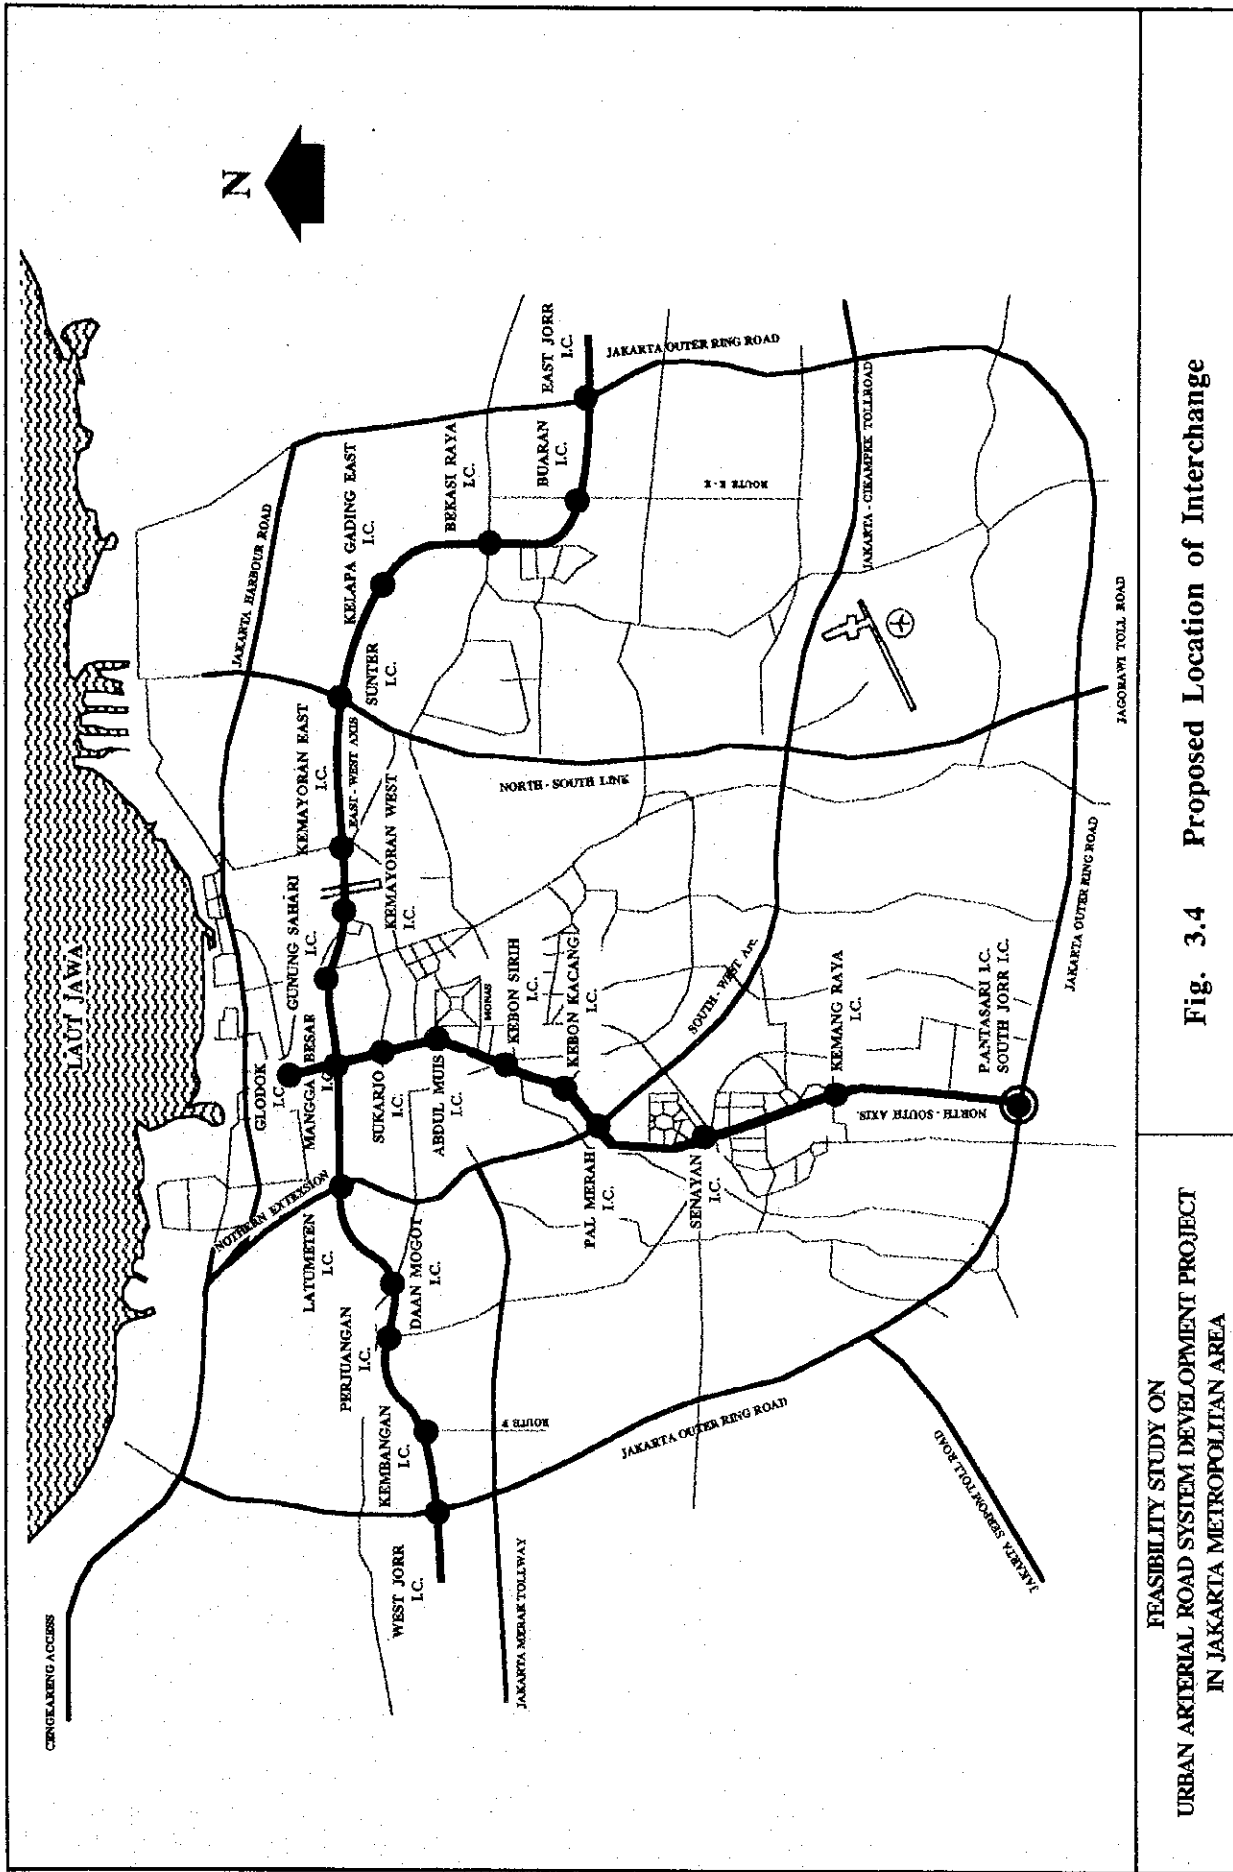 N
LAUT JAWA
CENGKARENG ACCESS
JAKARTA HARBOUR ROAD
NOTHERN EXTEXSION
GLODOK
I.C.
MANGGA BESAR
I.C.
GUNUNG SAHARI
I.C.
KEMAYORAN EAST
I.C.
EAST - WEST AXIS
KEMAYORAN WEST
I.C.
SUNTER
I.C.
KELAPA GADING EAST
I.C.
BEKASI RAYA
I.C.
BUARAN
I.C.
EAST JORR
I.C.
JAKARTA OUTER RING ROAD
WEST JORR
I.C.
KEMBANGAN
I.C.
PERJUANGAN
I.C.
DAAN MOGOT
I.C.
LATUMETEN
I.C.
SUKARJO
I.C.
ABDUL MUIS
I.C.
MONAS
KEBON SIRIH
I.C.
KEBON KACANG
I.C.
NORTH - SOUTH LINK
ROUTE E - E
JAKARTA - CIKAMPEK TOLLROAD
JAKARTA MERAK TOLLWAY
ROUTE P
PAL MERAH
I.C.
SENAYAN
I.C.
SOUTH - WEST Arc.
KEMANG RAYA
I.C.
NORTH - SOUTH AXIS.
P.ANTASARI I.C.
SOUTH JORR I.C.
JAKARTA OUTER RING ROAD
JAKARTA OUTER RING ROAD
JAGORAWI TOLL ROAD
JAKARTA SERPOM TOLL ROAD
FEASIBILITY STUDY ON
URBAN ARTERIAL ROAD SYSTEM DEVELOPMENT PROJECT
IN JAKARTA METROPOLITAN AREA
Fig. 3.4 Proposed Location of Interchange